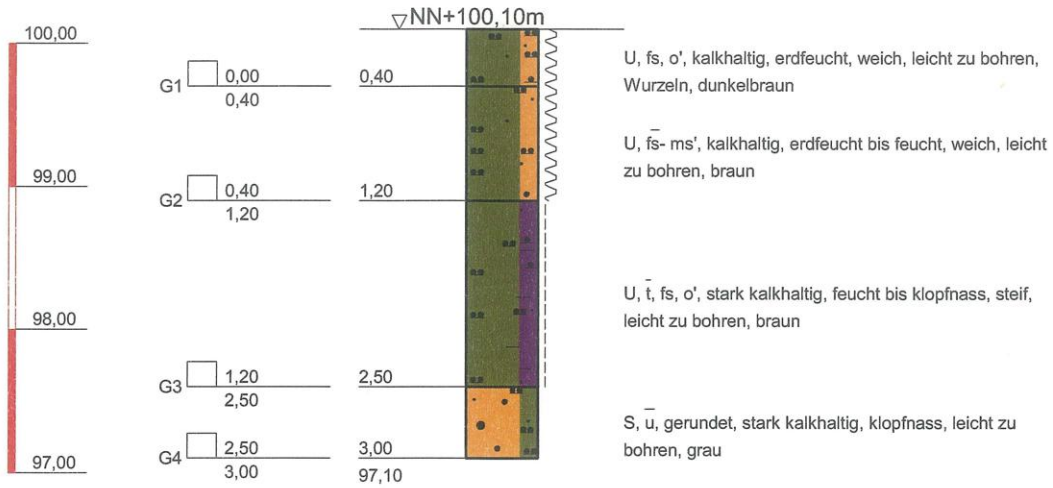 NN+100,10m
100,00
U, fs, o', kalkhaltig, erdfeucht, weich, leicht zu bohren,
Wurzeln, dunkelbraun
G1 0,00 0,40
0,40
U, f̄s- ms', kalkhaltig, erdfeucht bis feucht, weich, leicht
zu bohren, braun
99,00
G2 0,40 1,20
1,20
U, t̄, fs, o', stark kalkhaltig, feucht bis klopfnass, steif,
leicht zu bohren, braun
98,00
G3 1,20 2,50
2,50
S, ū, gerundet, stark kalkhaltig, klopfnass, leicht zu
bohren, grau
97,00
G4 2,50 3,00
3,00 97,10